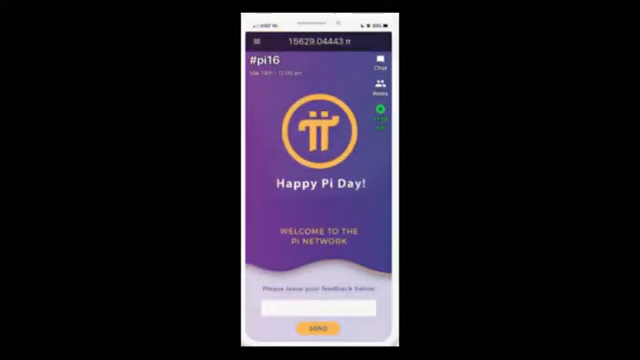 15629.04443 π
#pi16
Chat
Roles
Happy Pi Day!
WELCOME TO THE
Pi NETWORK
Please leave your feedback below
SEND